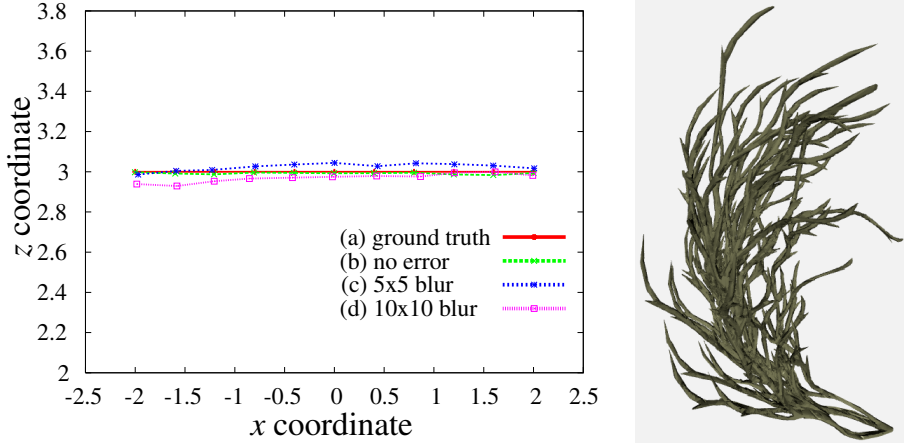 3.8
3.6
3.4
3.2
3
2.8
2.6
2.4
2.2
2
z coordinate
(a) ground truth
(b) no error
(c) 5x5 blur
(d) 10x10 blur
-2.5 -2 -1.5 -1 -0.5 0 0.5 1 1.5 2 2.5
x coordinate